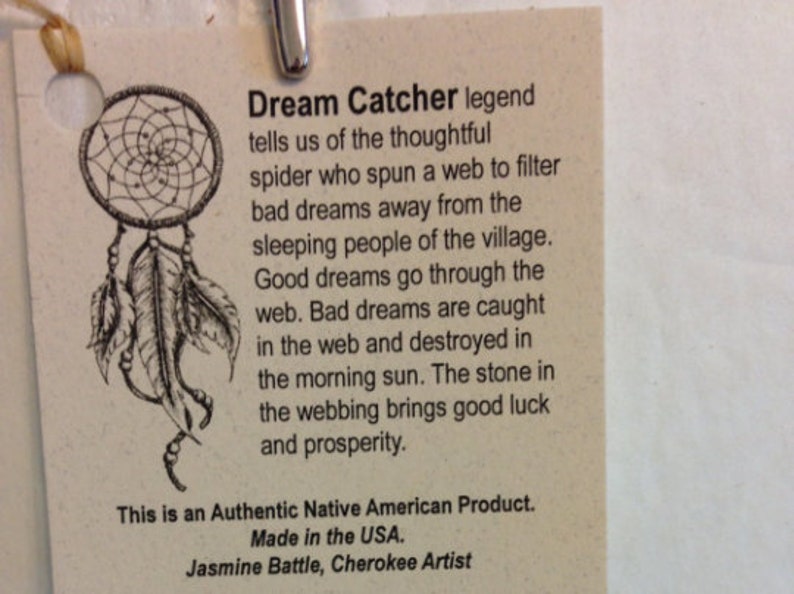 Dream Catcher legend
tells us of the thoughtful
spider who spun a web to filter
bad dreams away from the
sleeping people of the village.
Good dreams go through the
web. Bad dreams are caught
in the web and destroyed in
the morning sun. The stone in
the webbing brings good luck
and prosperity.
This is an Authentic Native American Product.
Made in the USA.
Jasmine Battle, Cherokee Artist